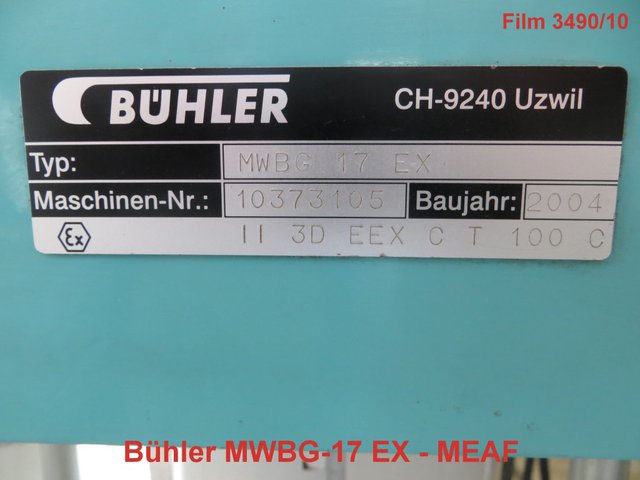 Film 3490/10
BÜHLER CH-9240 Uzwil
Typ: MWBG 17 EX
Maschinen-Nr.: 10373105 Baujahr: 2004
Ex II 3D EEX C T 100 C
Bühler MWBG-17 EX - MEAF